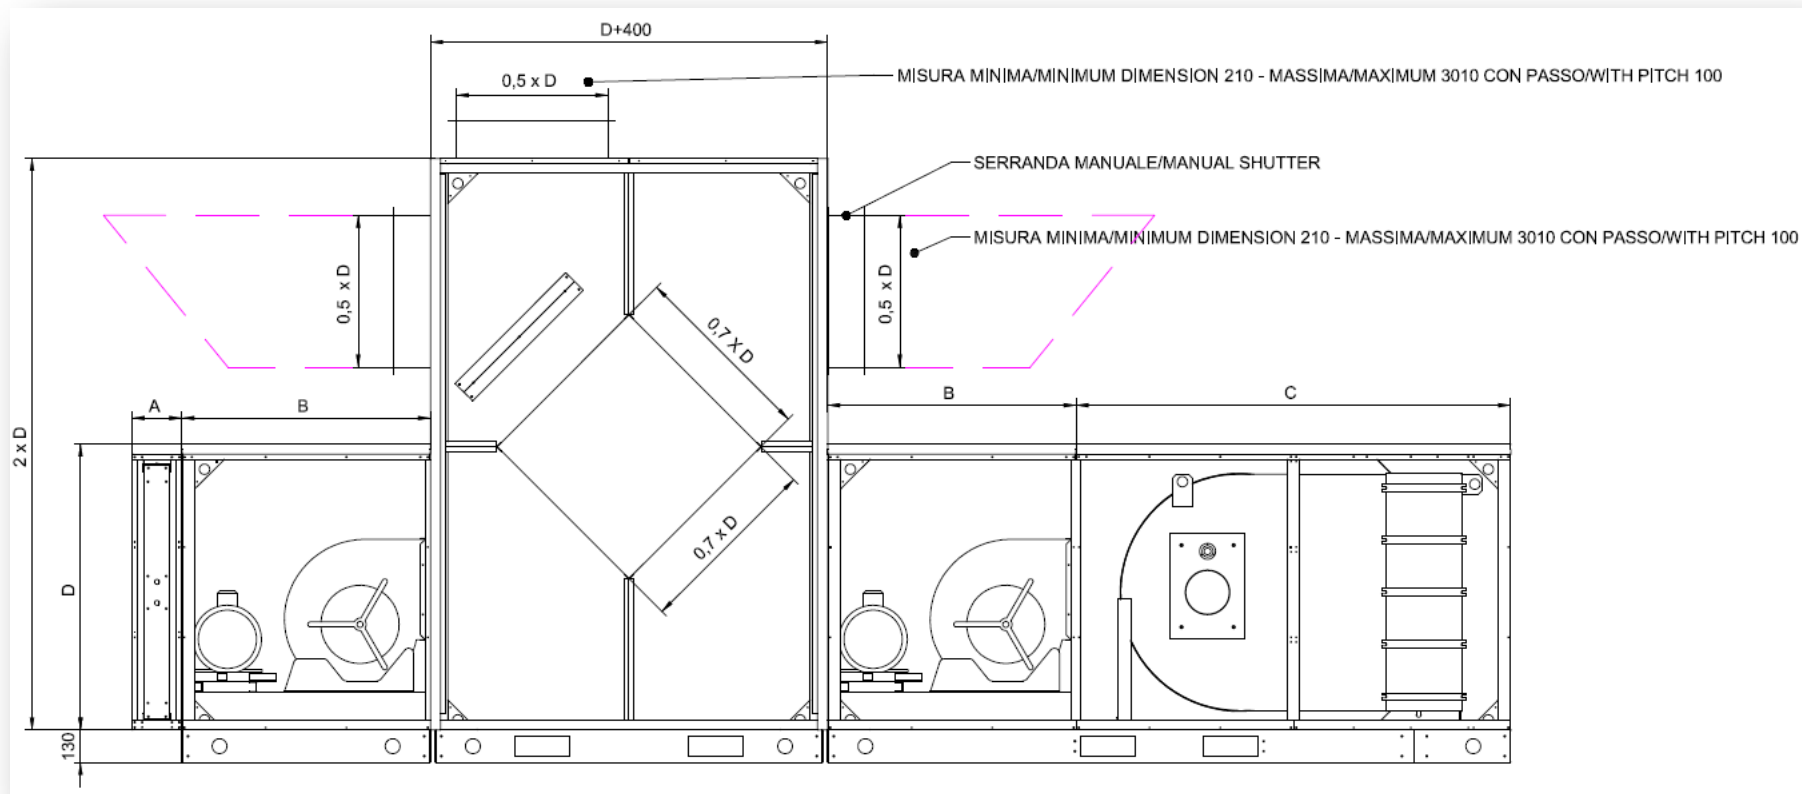 D+400
0,5 x D
MISURA MINIMA/MINIMUM DIMENSION 210 - MASSIMA/MAXIMUM 3010 CON PASSO/WITH PITCH 100
SERRANDA MANUALE/MANUAL SHUTTER
MISURA MINIMA/MINIMUM DIMENSION 210 - MASSIMA/MAXIMUM 3010 CON PASSO/WITH PITCH 100
0,5 x D
0,5 x D
0,7 X D
A
B
B
C
2 x D
0,7 x D
D
130